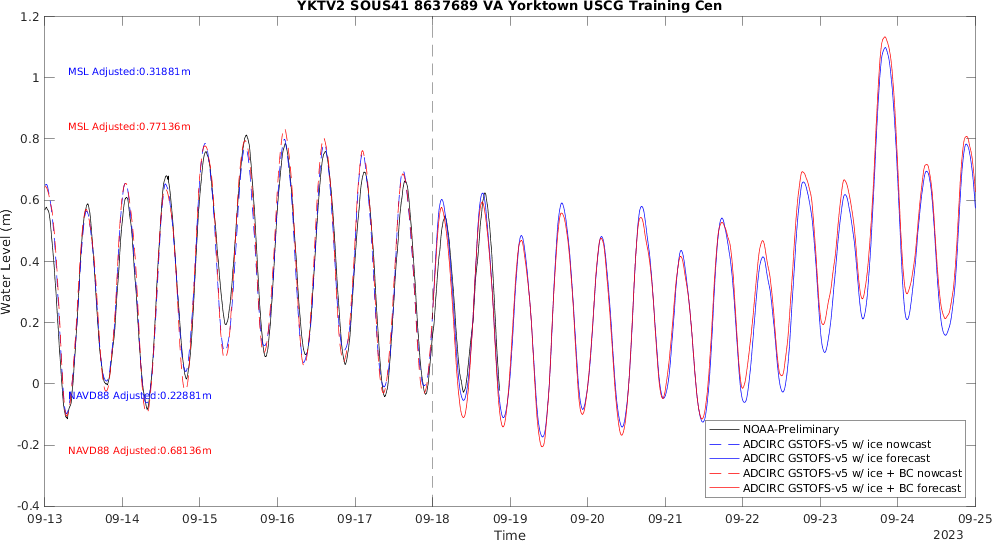 YKTV2 SOUS41 8637689 VA Yorktown USCG Training Cen
Water Level (m)
1.2
1
0.8
0.6
0.4
0.2
0
-0.2
-0.4
MSL Adjusted:0.31881m
MSL Adjusted:0.77136m
NAVD88 Adjusted:0.22881m
NAVD88 Adjusted:0.68136m
NOAA-Preliminary
ADCIRC GSTOFS-v5 w/ ice nowcast
ADCIRC GSTOFS-v5 w/ ice forecast
ADCIRC GSTOFS-v5 w/ ice + BC nowcast
ADCIRC GSTOFS-v5 w/ ice + BC forecast
09-13 09-14 09-15 09-16 09-17 09-18 09-19 09-20 09-21 09-22 09-23 09-24 09-25
Time
2023